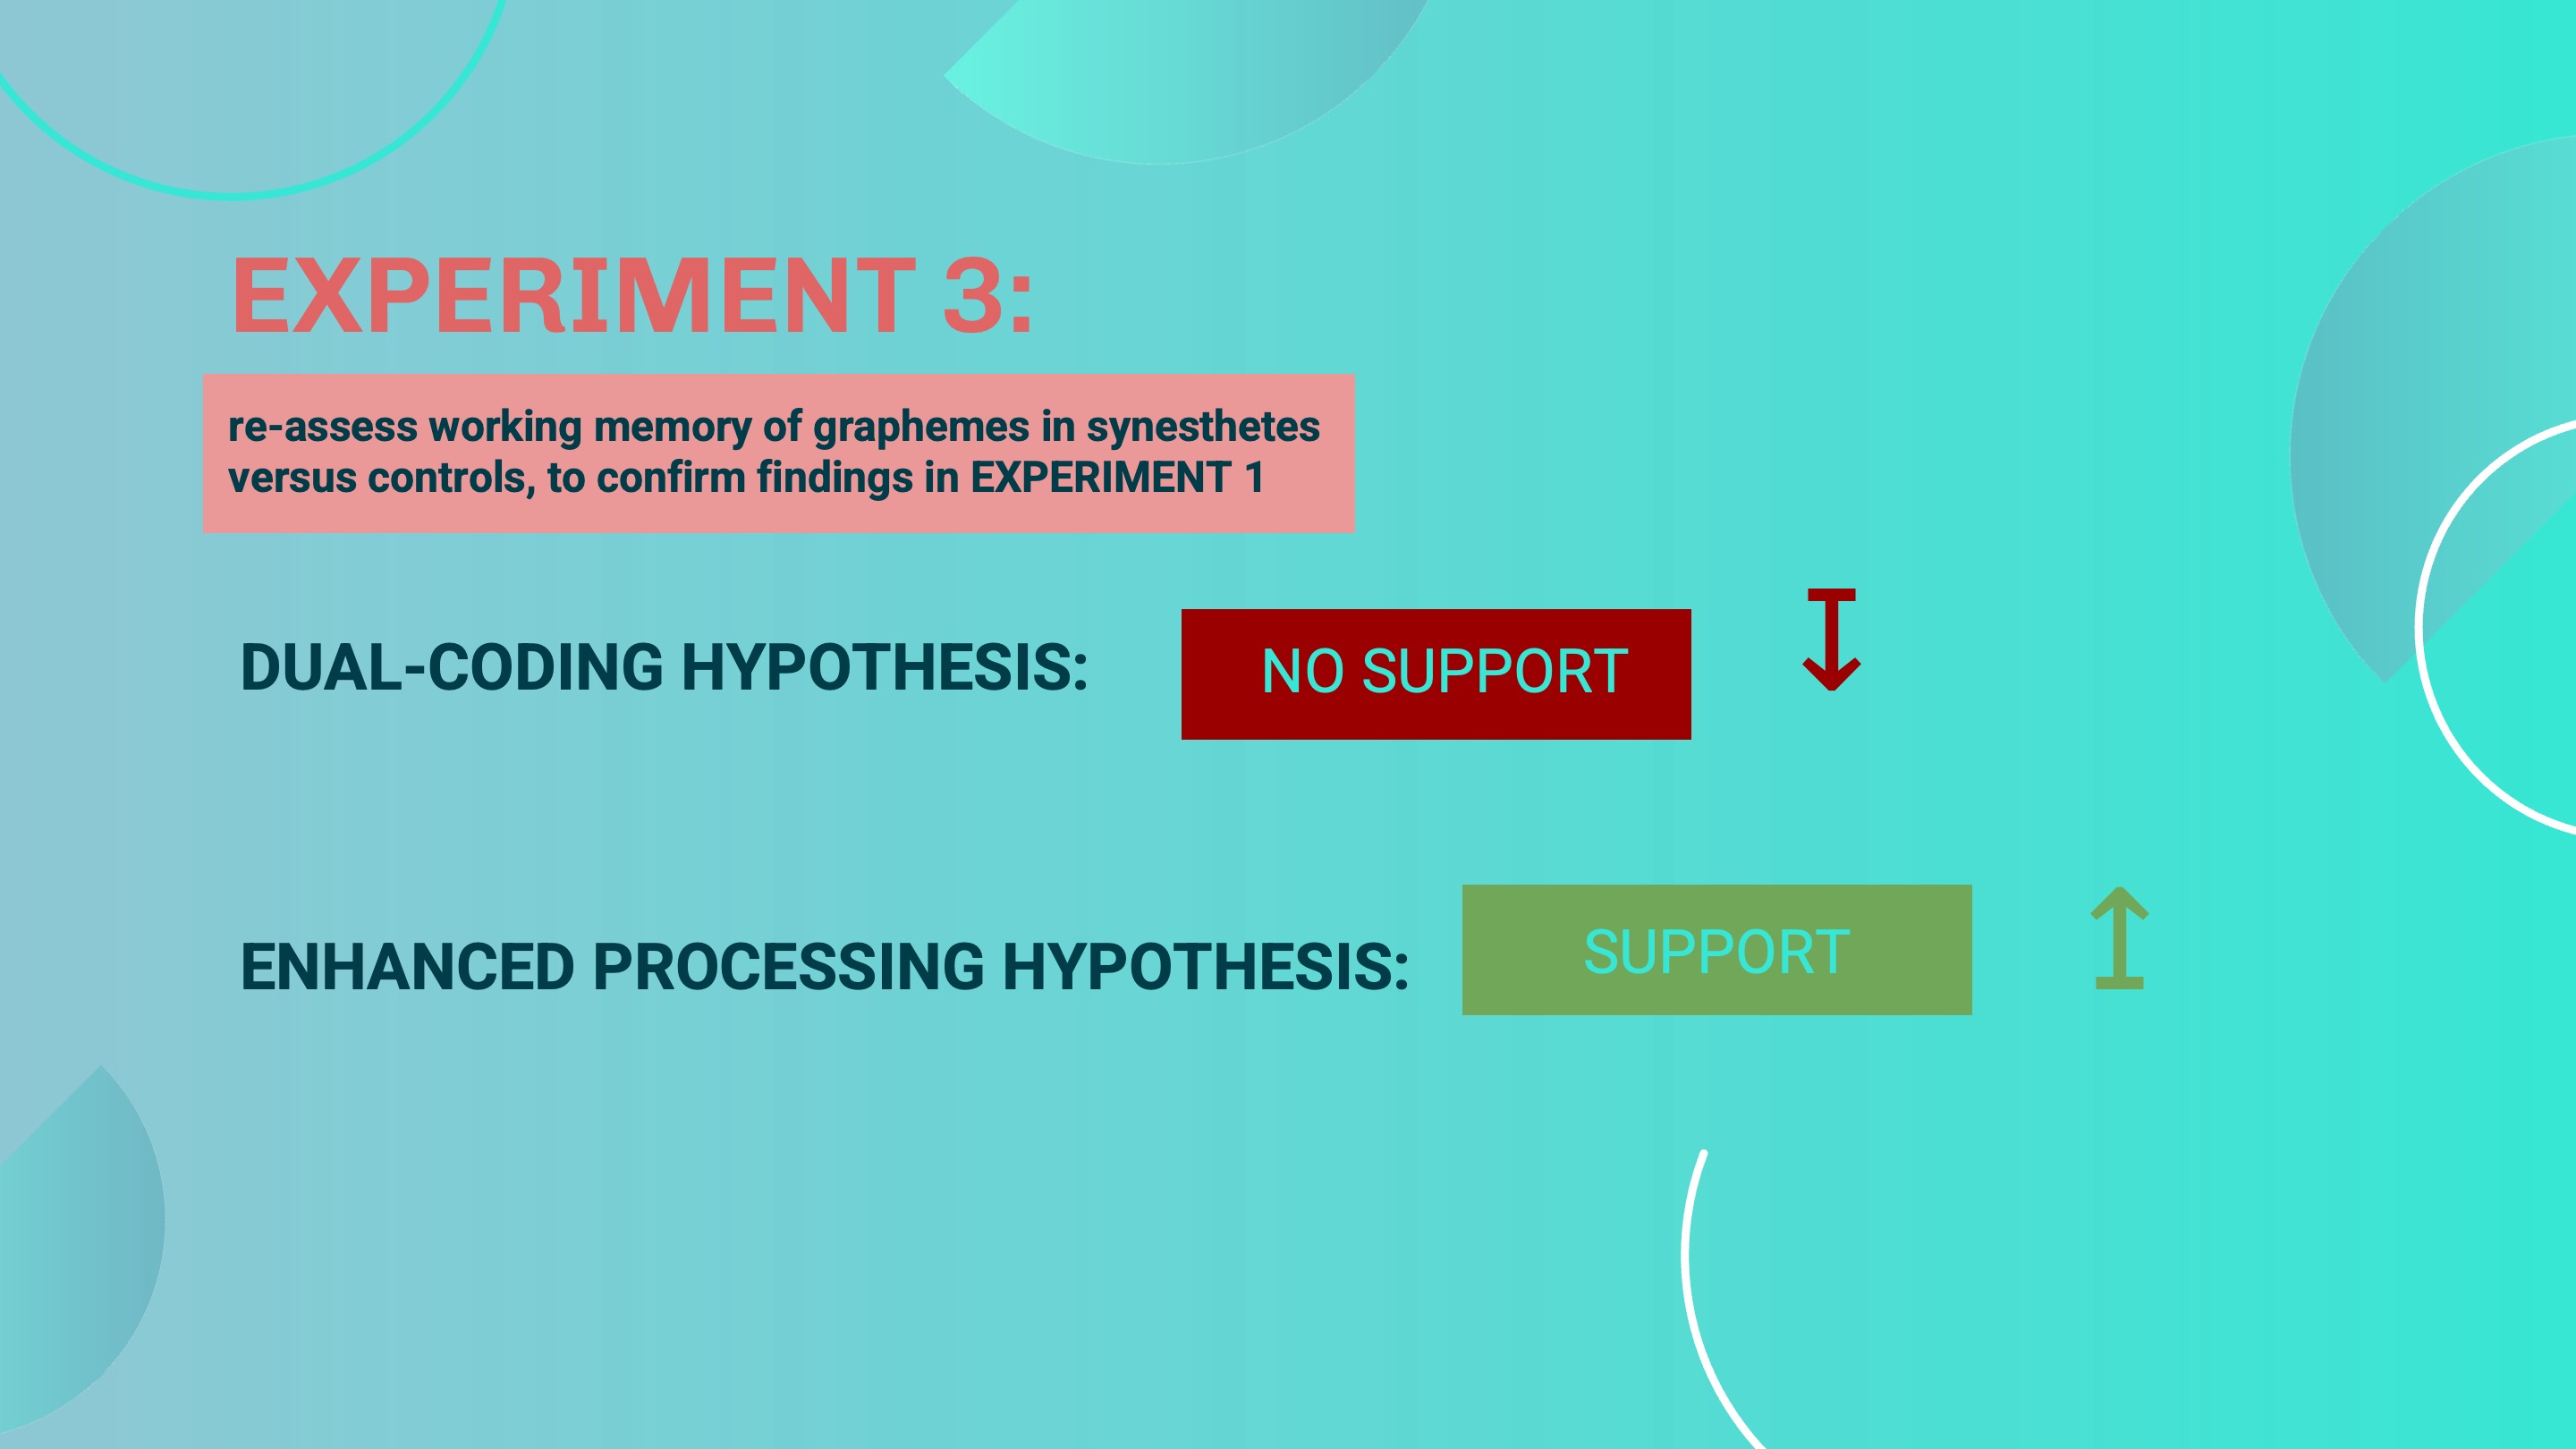 EXPERIMENT 3:
re-assess working memory of graphemes in synesthetes
versus controls, to confirm findings in EXPERIMENT 1
DUAL-CODING HYPOTHESIS:
NO SUPPORT
ENHANCED PROCESSING HYPOTHESIS:
SUPPORT